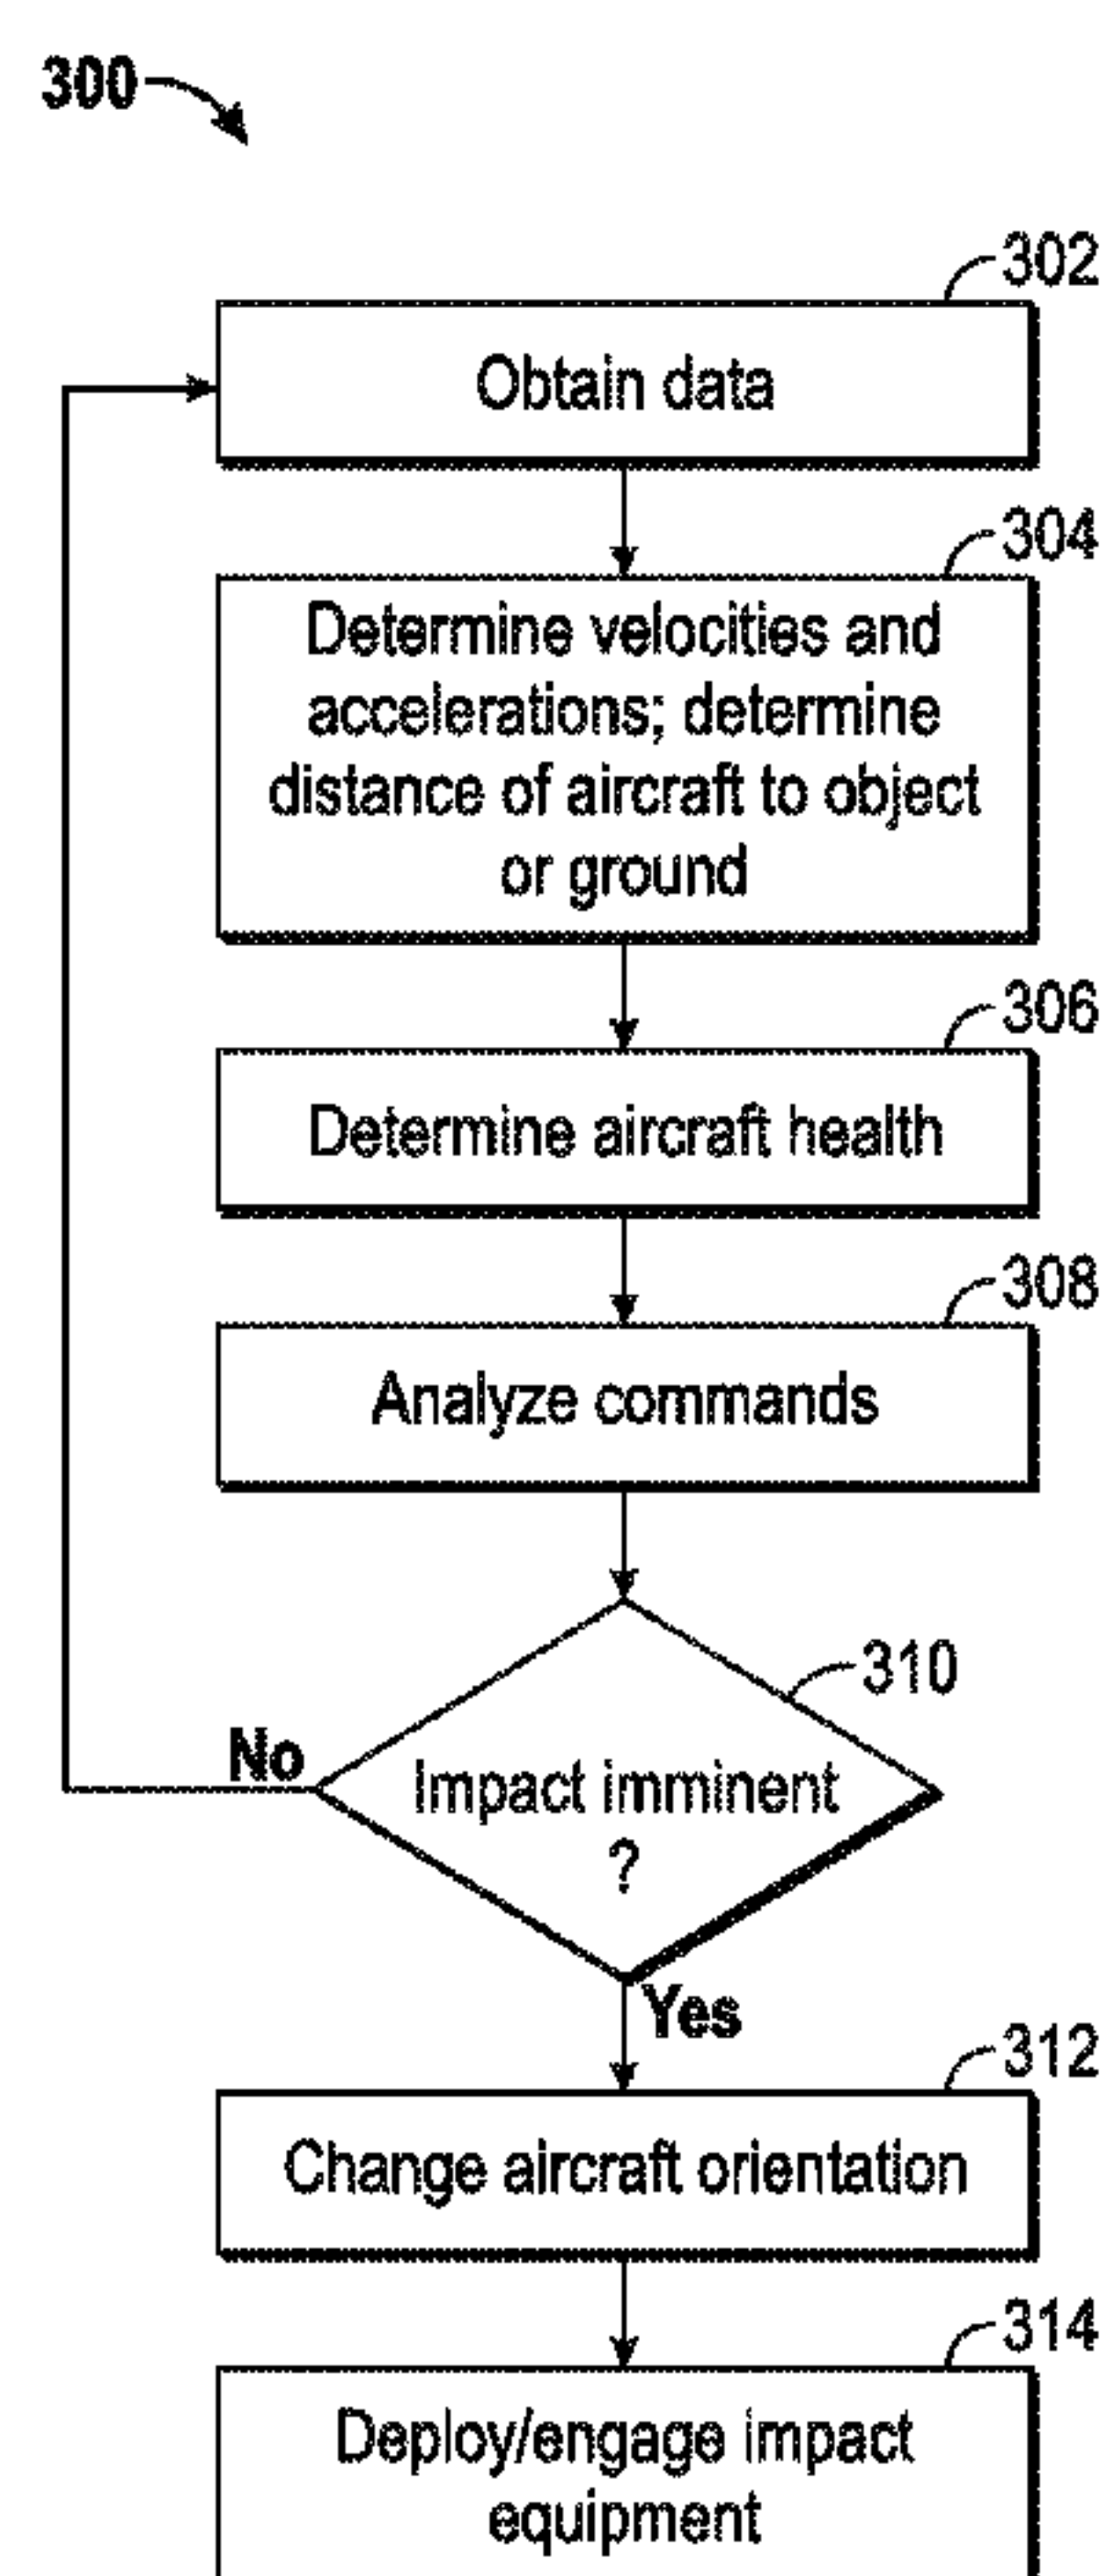 300
302
Obtain data
304
Determine velocities and
accelerations; determine
distance of aircraft to object
or ground
306
Determine aircraft health
308
Analyze commands
310
No
Impact imminent
?
Yes
312
Change aircraft orientation
314
Deploy/engage impact
equipment